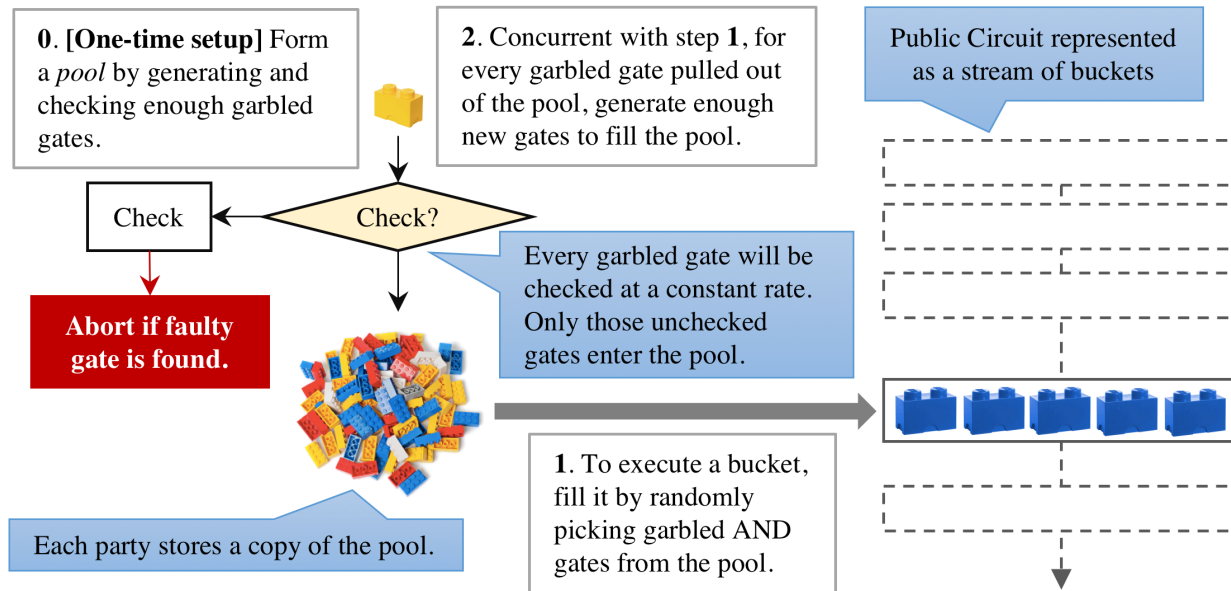 0. [One-time setup] Form
a pool by generating and
checking enough garbled
gates.
2. Concurrent with step 1, for
every garbled gate pulled out
of the pool, generate enough
new gates to fill the pool.
Public Circuit represented
as a stream of buckets
Check
Check?
Every garbled gate will be
checked at a constant rate.
Only those unchecked
gates enter the pool.
Abort if faulty
gate is found.
1. To execute a bucket,
fill it by randomly
picking garbled AND
gates from the pool.
Each party stores a copy of the pool.